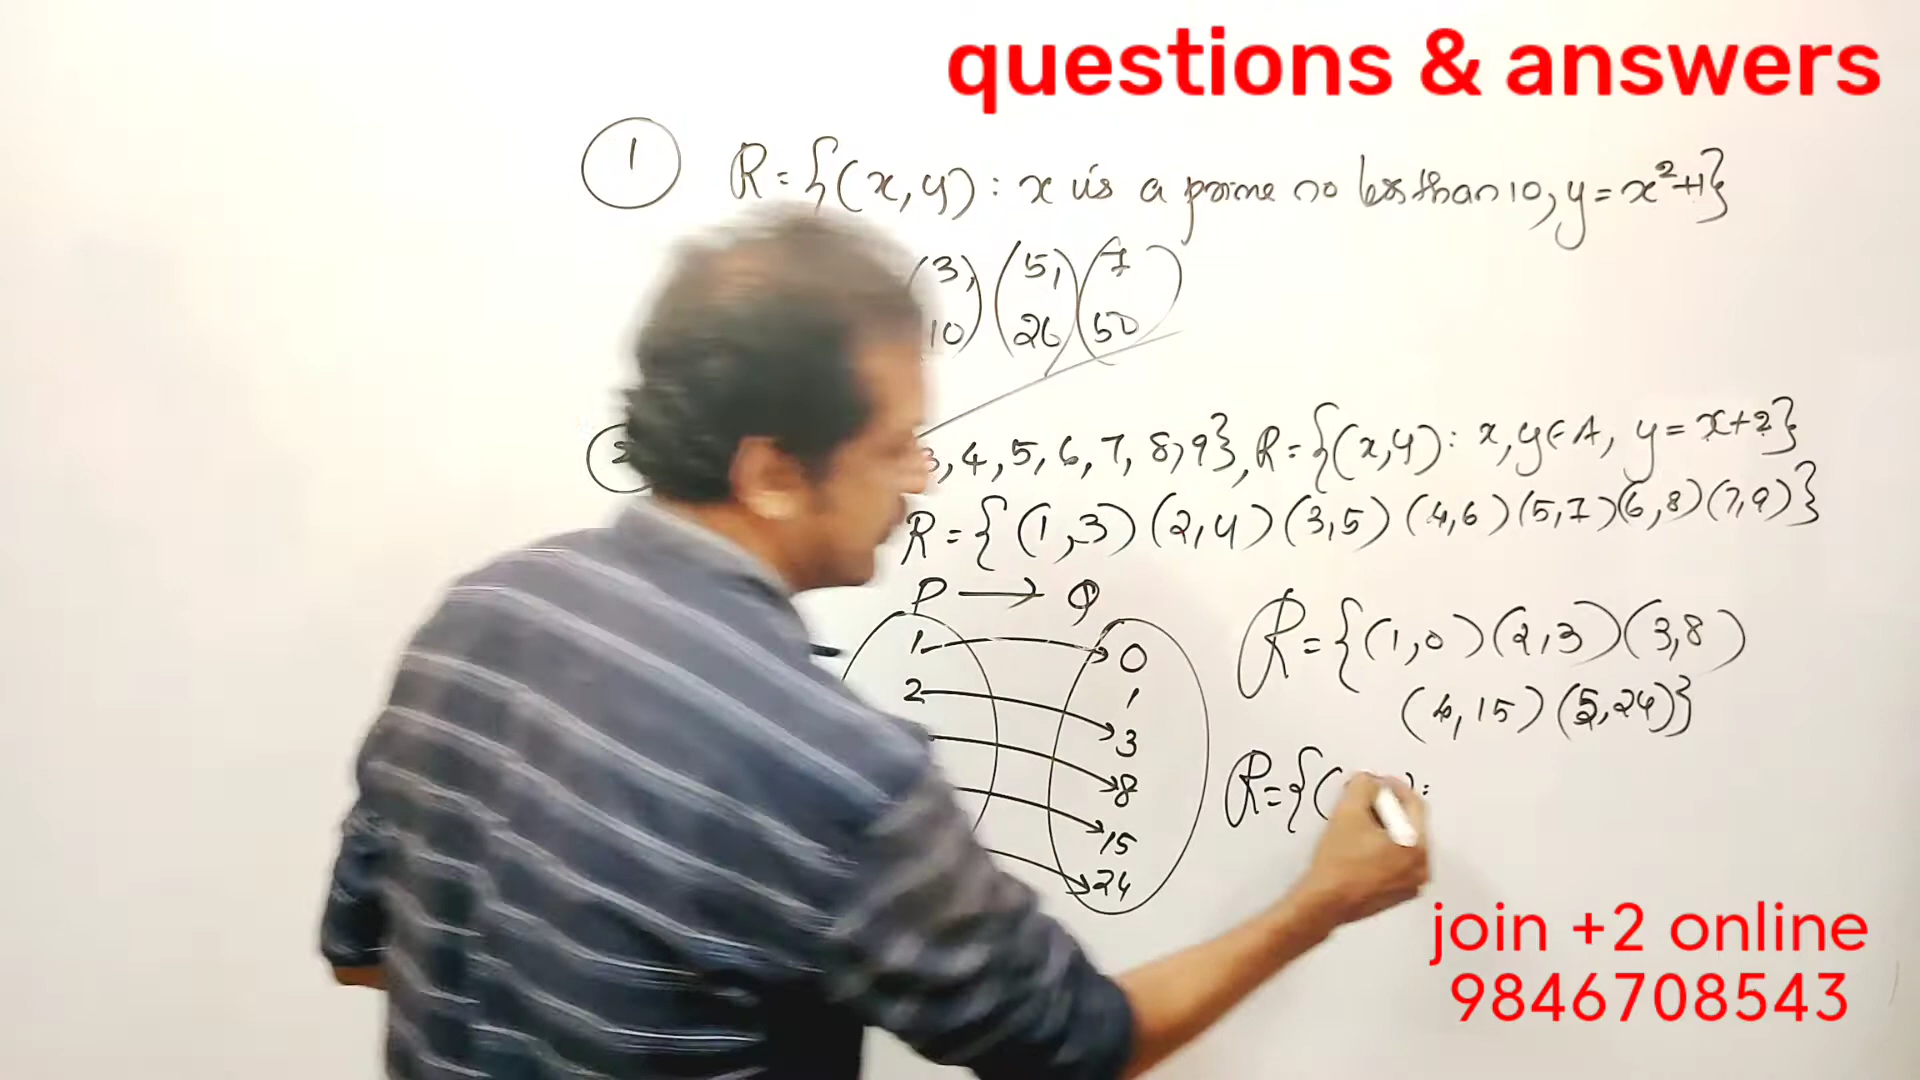 questions & answers
1 R = {(x, y) : x is a prime no less than 10, y = x²+1}
(3, (5, (7
10) 26) 50)
2 3, 4, 5, 6, 7, 8, 9}, R = {(x, y) : x, y ∈ A, y = x+2}
R = {(1,3) (2,4) (3,5) (4,6) (5,7) (6,8) (7,9)}
P → Q
1 0
2 1
3
8
15
24
R = {(1,0) (2,3) (3,8)
(4,15) (5,24)}
R = {( ) :
join +2 online
9846708543